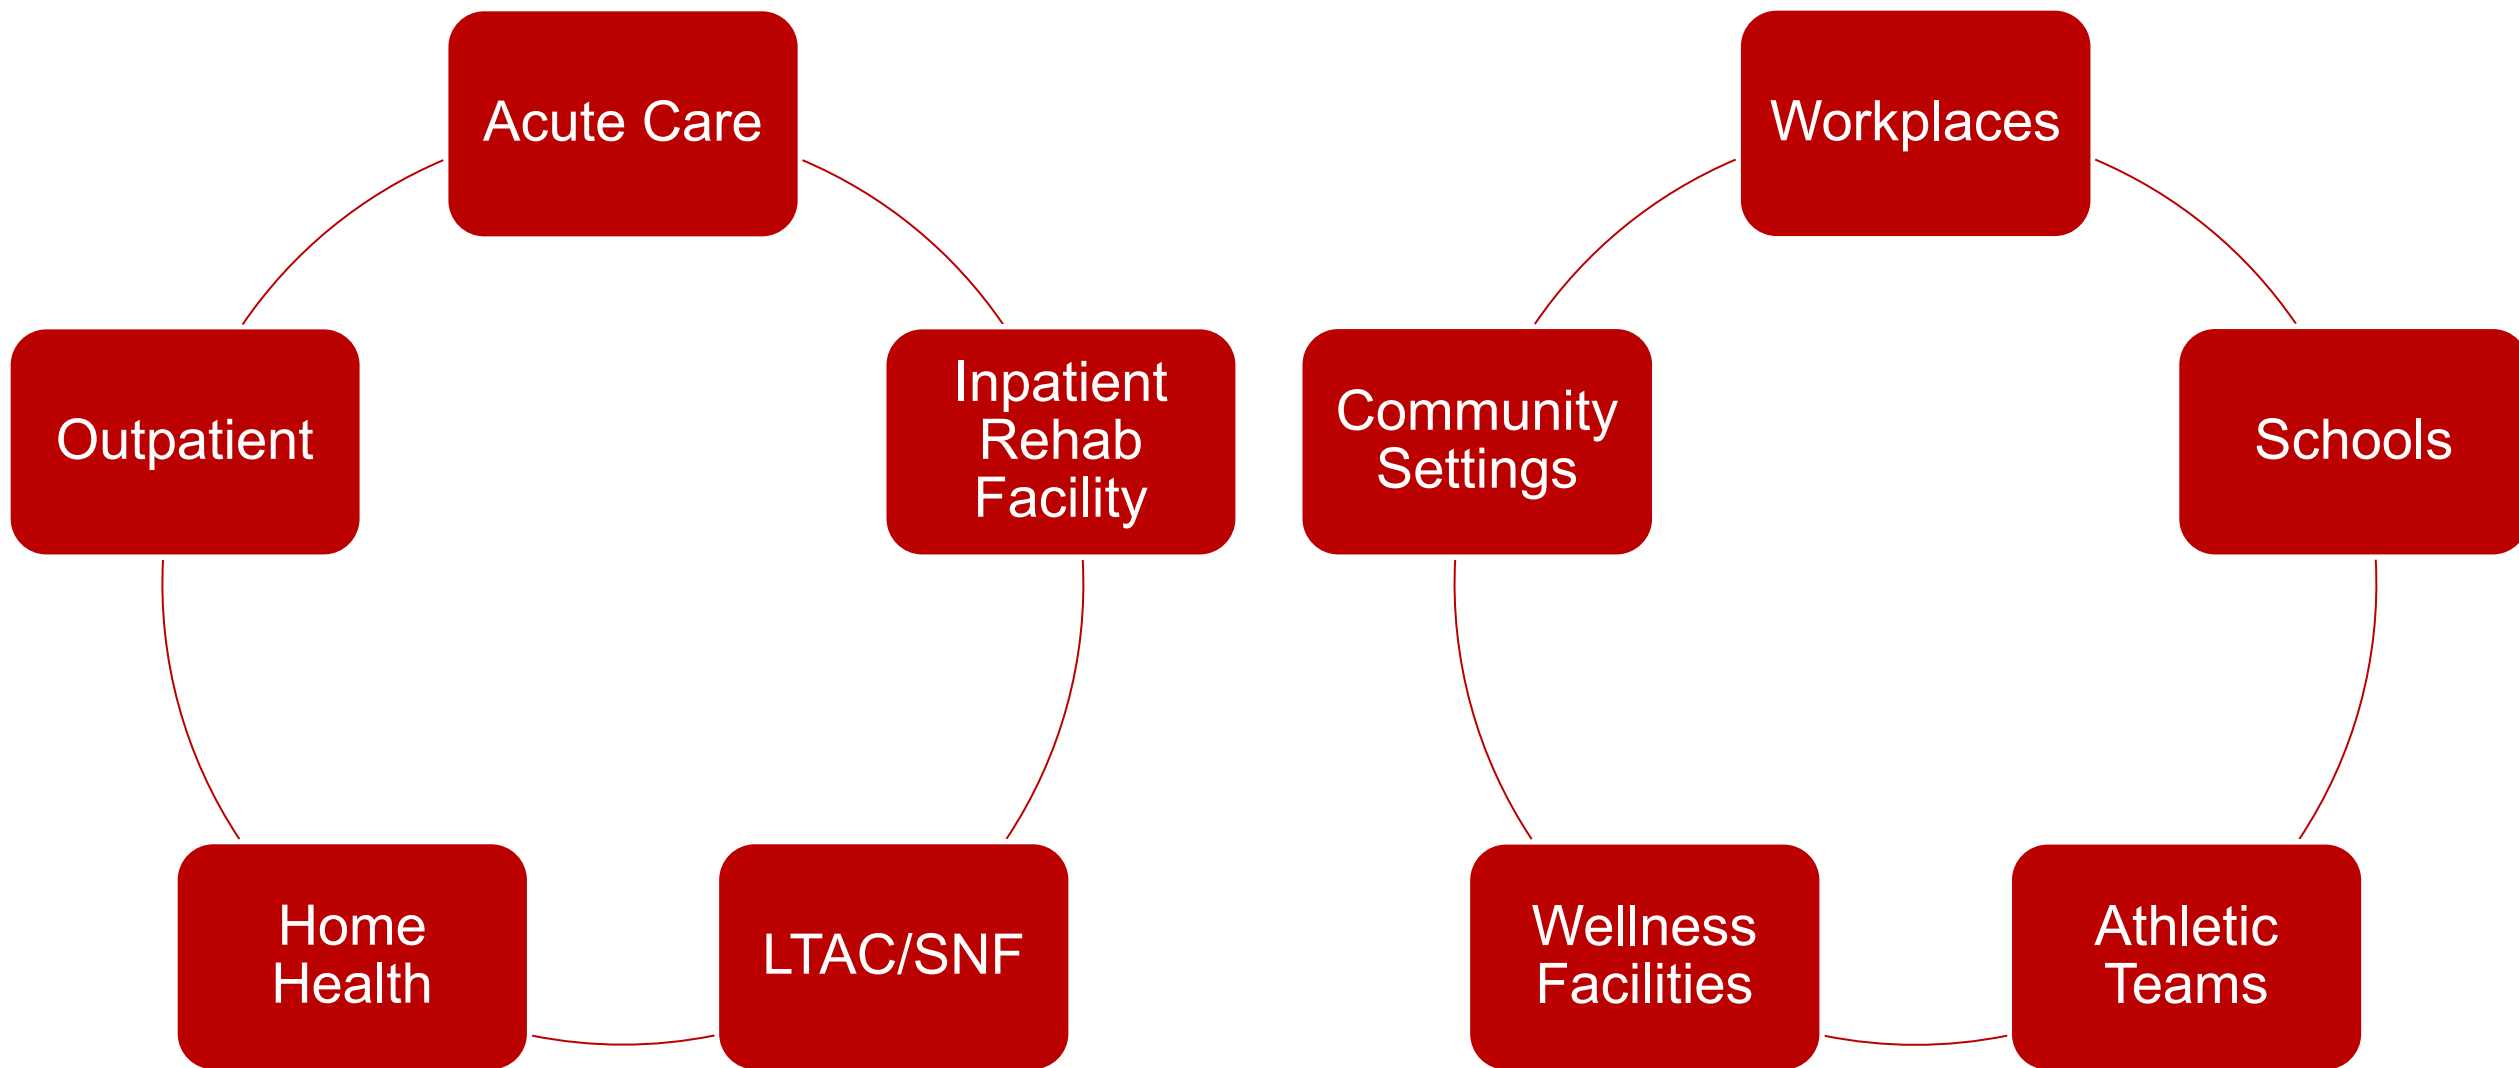 Acute Care
Inpatient
Rehab
Facility
LTAC/SNF
Home
Health
Outpatient
Workplaces
Schools
Athletic
Teams
Wellness
Facilities
Community
Settings